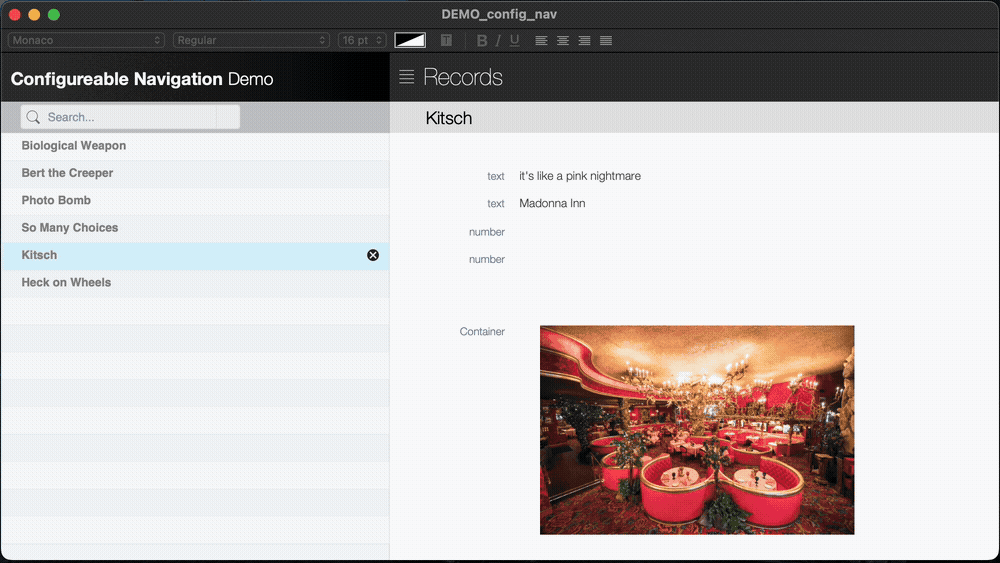 DEMO_config_nav
Monaco Regular 16 pt T B I U
Configureable Navigation Demo
Records
Search...
Kitsch
Biological Weapon
Bert the Creeper
Photo Bomb
So Many Choices
Kitsch
Heck on Wheels
text it's like a pink nightmare
text Madonna Inn
number
number
Container